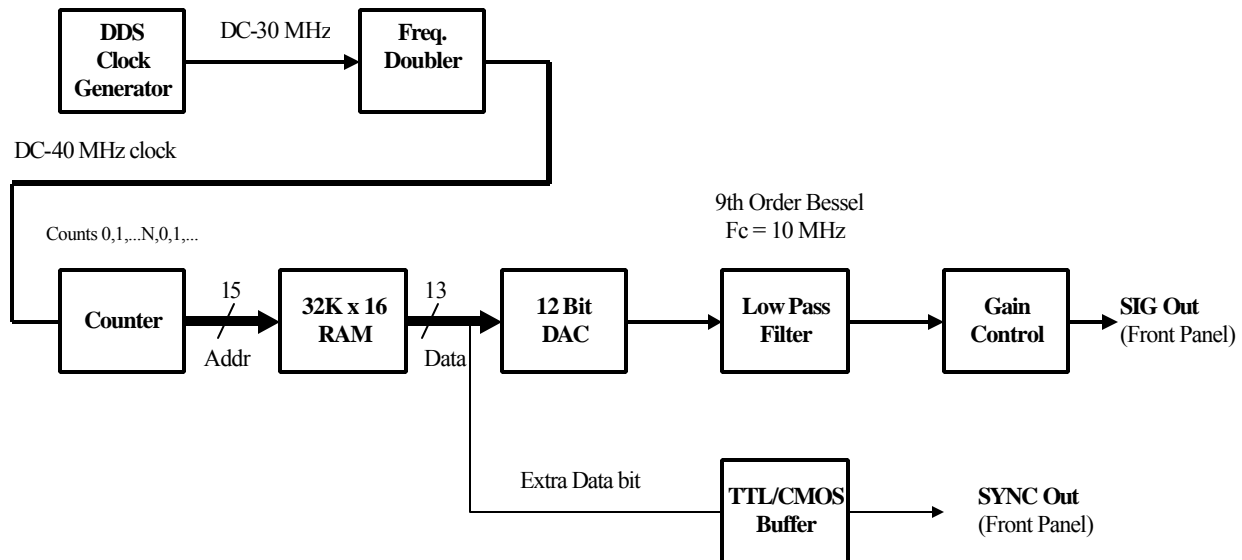 DDS
Clock
Generator
DC-30 MHz
Freq.
Doubler
DC-40 MHz clock
9th Order Bessel
Fc = 10 MHz
Counts 0,1,...N,0,1,...
Counter
15
Addr
32K x 16
RAM
13
Data
12 Bit
DAC
Low Pass
Filter
Gain
Control
SIG Out
(Front Panel)
Extra Data bit
TTL/CMOS
Buffer
SYNC Out
(Front Panel)